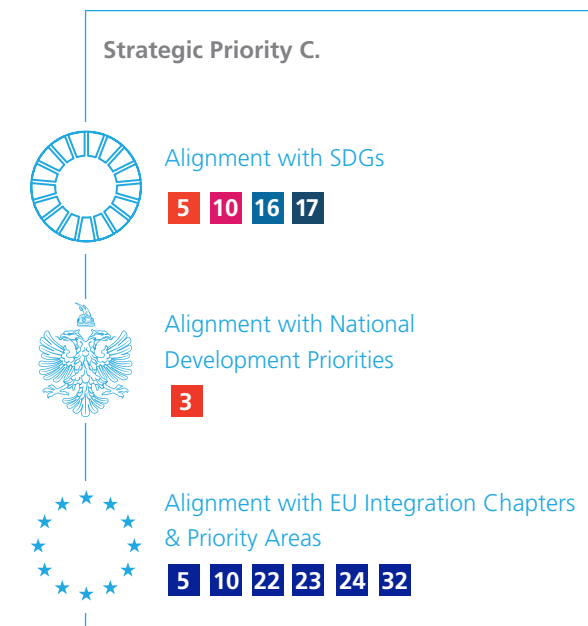 Strategic Priority C.
Alignment with SDGs
5 10 16 17
Alignment with National
Development Priorities
3
Alignment with EU Integration Chapters
& Priority Areas
5 10 22 23 24 32